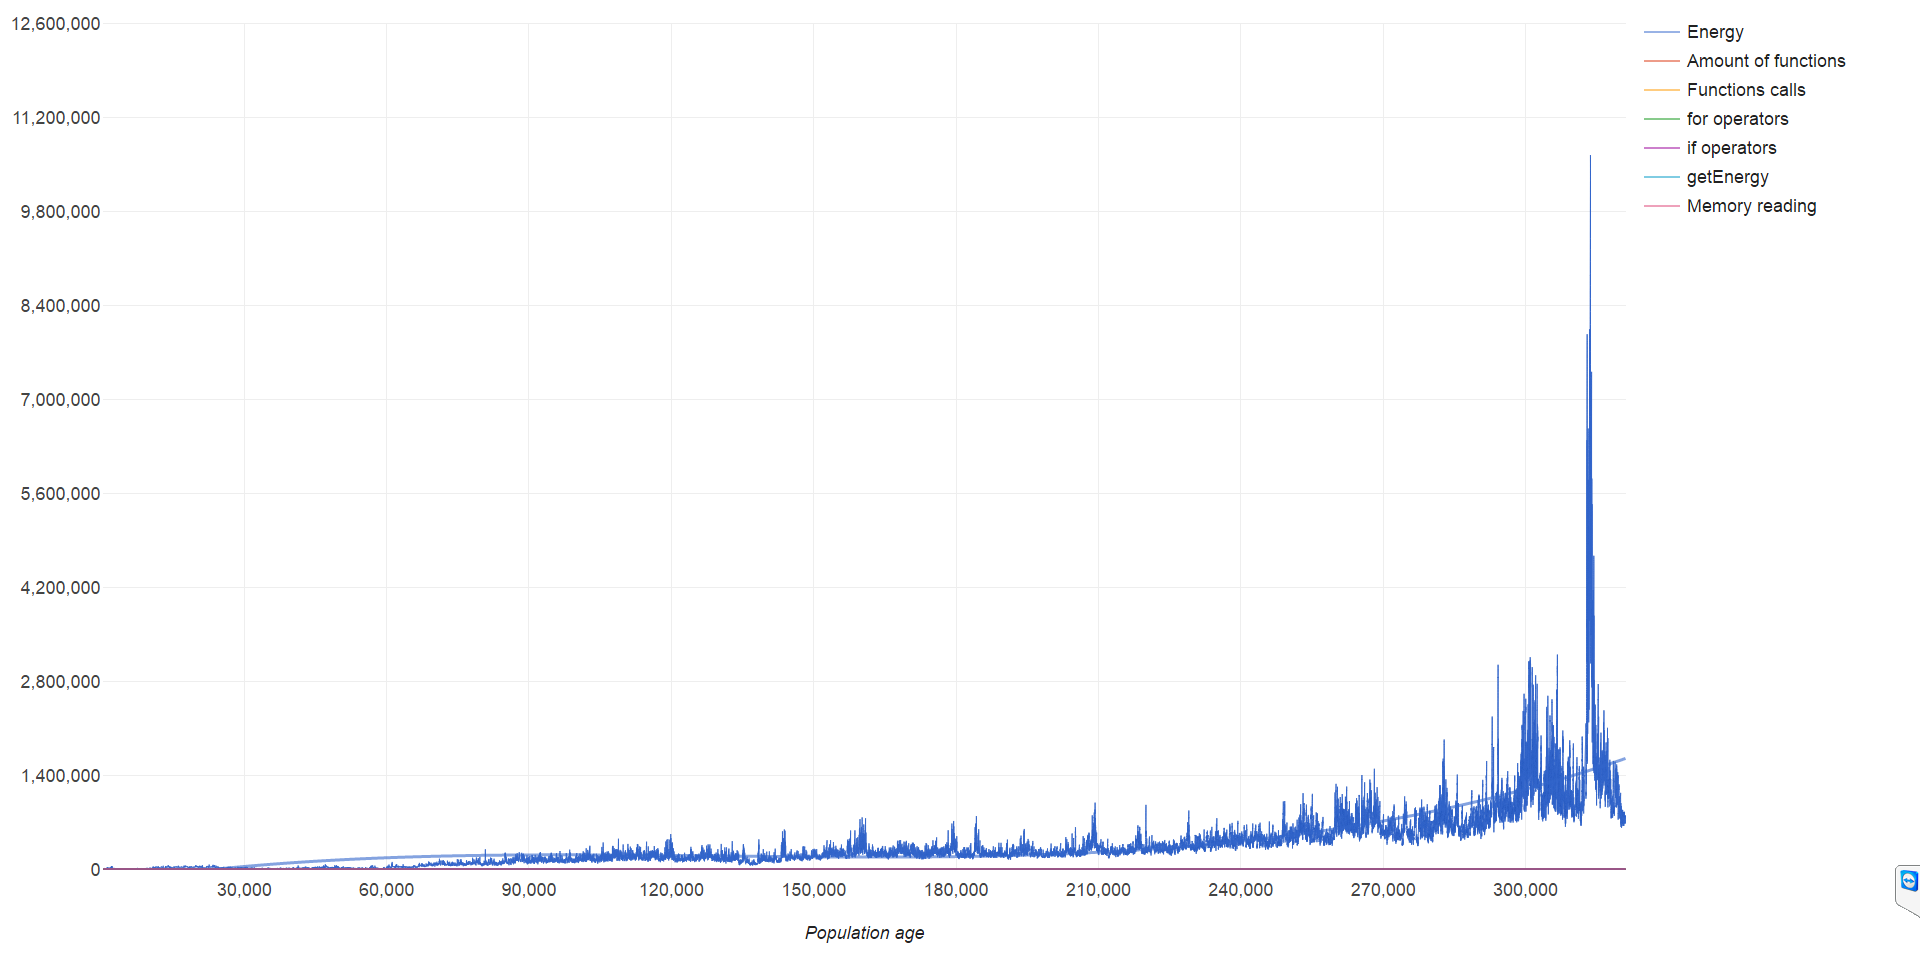 12,600,000
11,200,000
9,800,000
8,400,000
7,000,000
5,600,000
4,200,000
2,800,000
1,400,000
0
30,000 60,000 90,000 120,000 150,000 180,000 210,000 240,000 270,000 300,000
Population age
Energy
Amount of functions
Functions calls
for operators
if operators
getEnergy
Memory reading